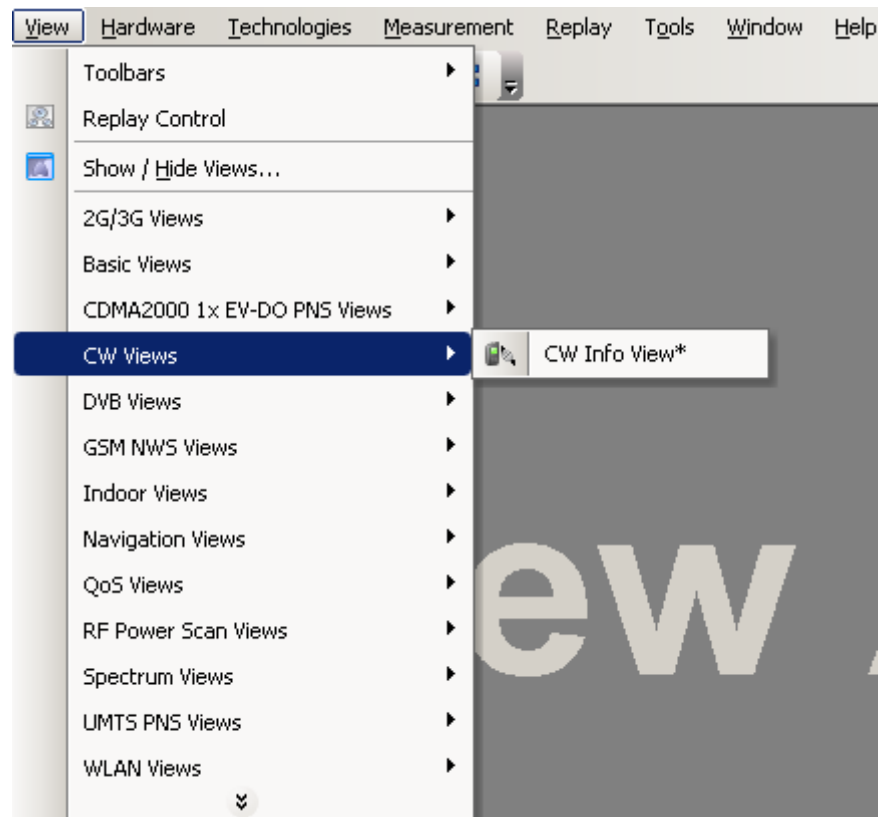 View Hardware Technologies Measurement Replay Tools Window Help
Toolbars
Replay Control
Show / Hide Views...
2G/3G Views
Basic Views
CDMA2000 1x EV-DO PNS Views
CW Views
CW Info View*
DVB Views
GSM NWS Views
Indoor Views
Navigation Views
QoS Views
RF Power Scan Views
Spectrum Views
UMTS PNS Views
WLAN Views
ew